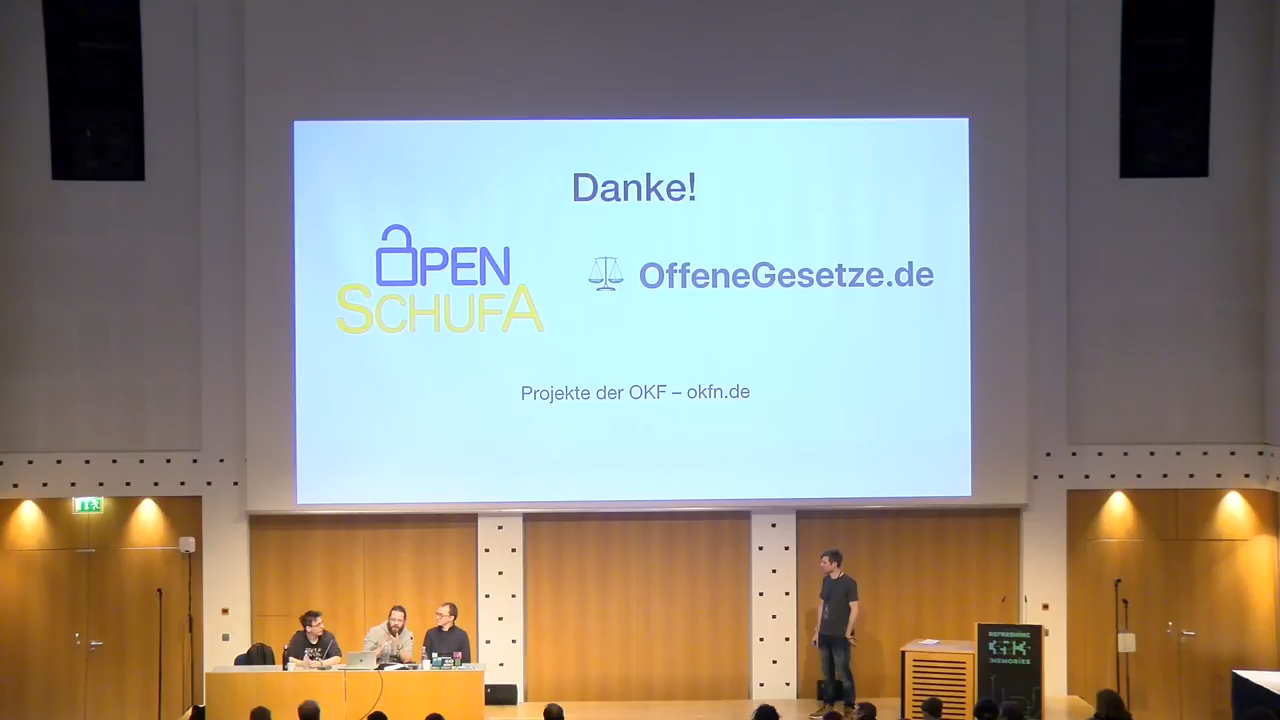 Danke!
OPEN
SCHUFA
OffeneGesetze.de
Projekte der OKF – okfn.de
REFRESHING
MEMORIES